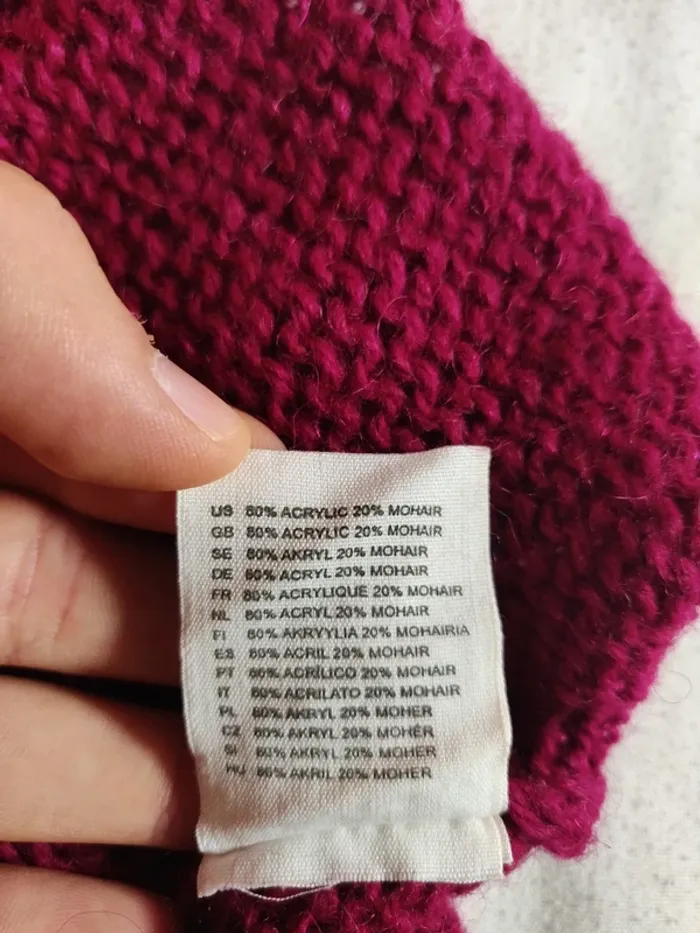 US 80% ACRYLIC 20% MOHAIR
GB 80% ACRYLIC 20% MOHAIR
SE 80% AKRYL 20% MOHAIR
DE 80% ACRYL 20% MOHAIR
FR 80% ACRYLIQUE 20% MOHAIR
NL 80% ACRYL 20% MOHAIR
FI 80% AKRYYLIA 20% MOHAIRIA
ES 80% ACRIL 20% MOHAIR
PT 80% ACRÍLICO 20% MOHAIR
IT 80% ACRILATO 20% MOHAIR
PL 80% AKRYL 20% MOHER
CZ 80% AKRYL 20% MOHÉR
SI 80% AKRYL 20% MOHER
HU 80% AKRIL 20% MOHER